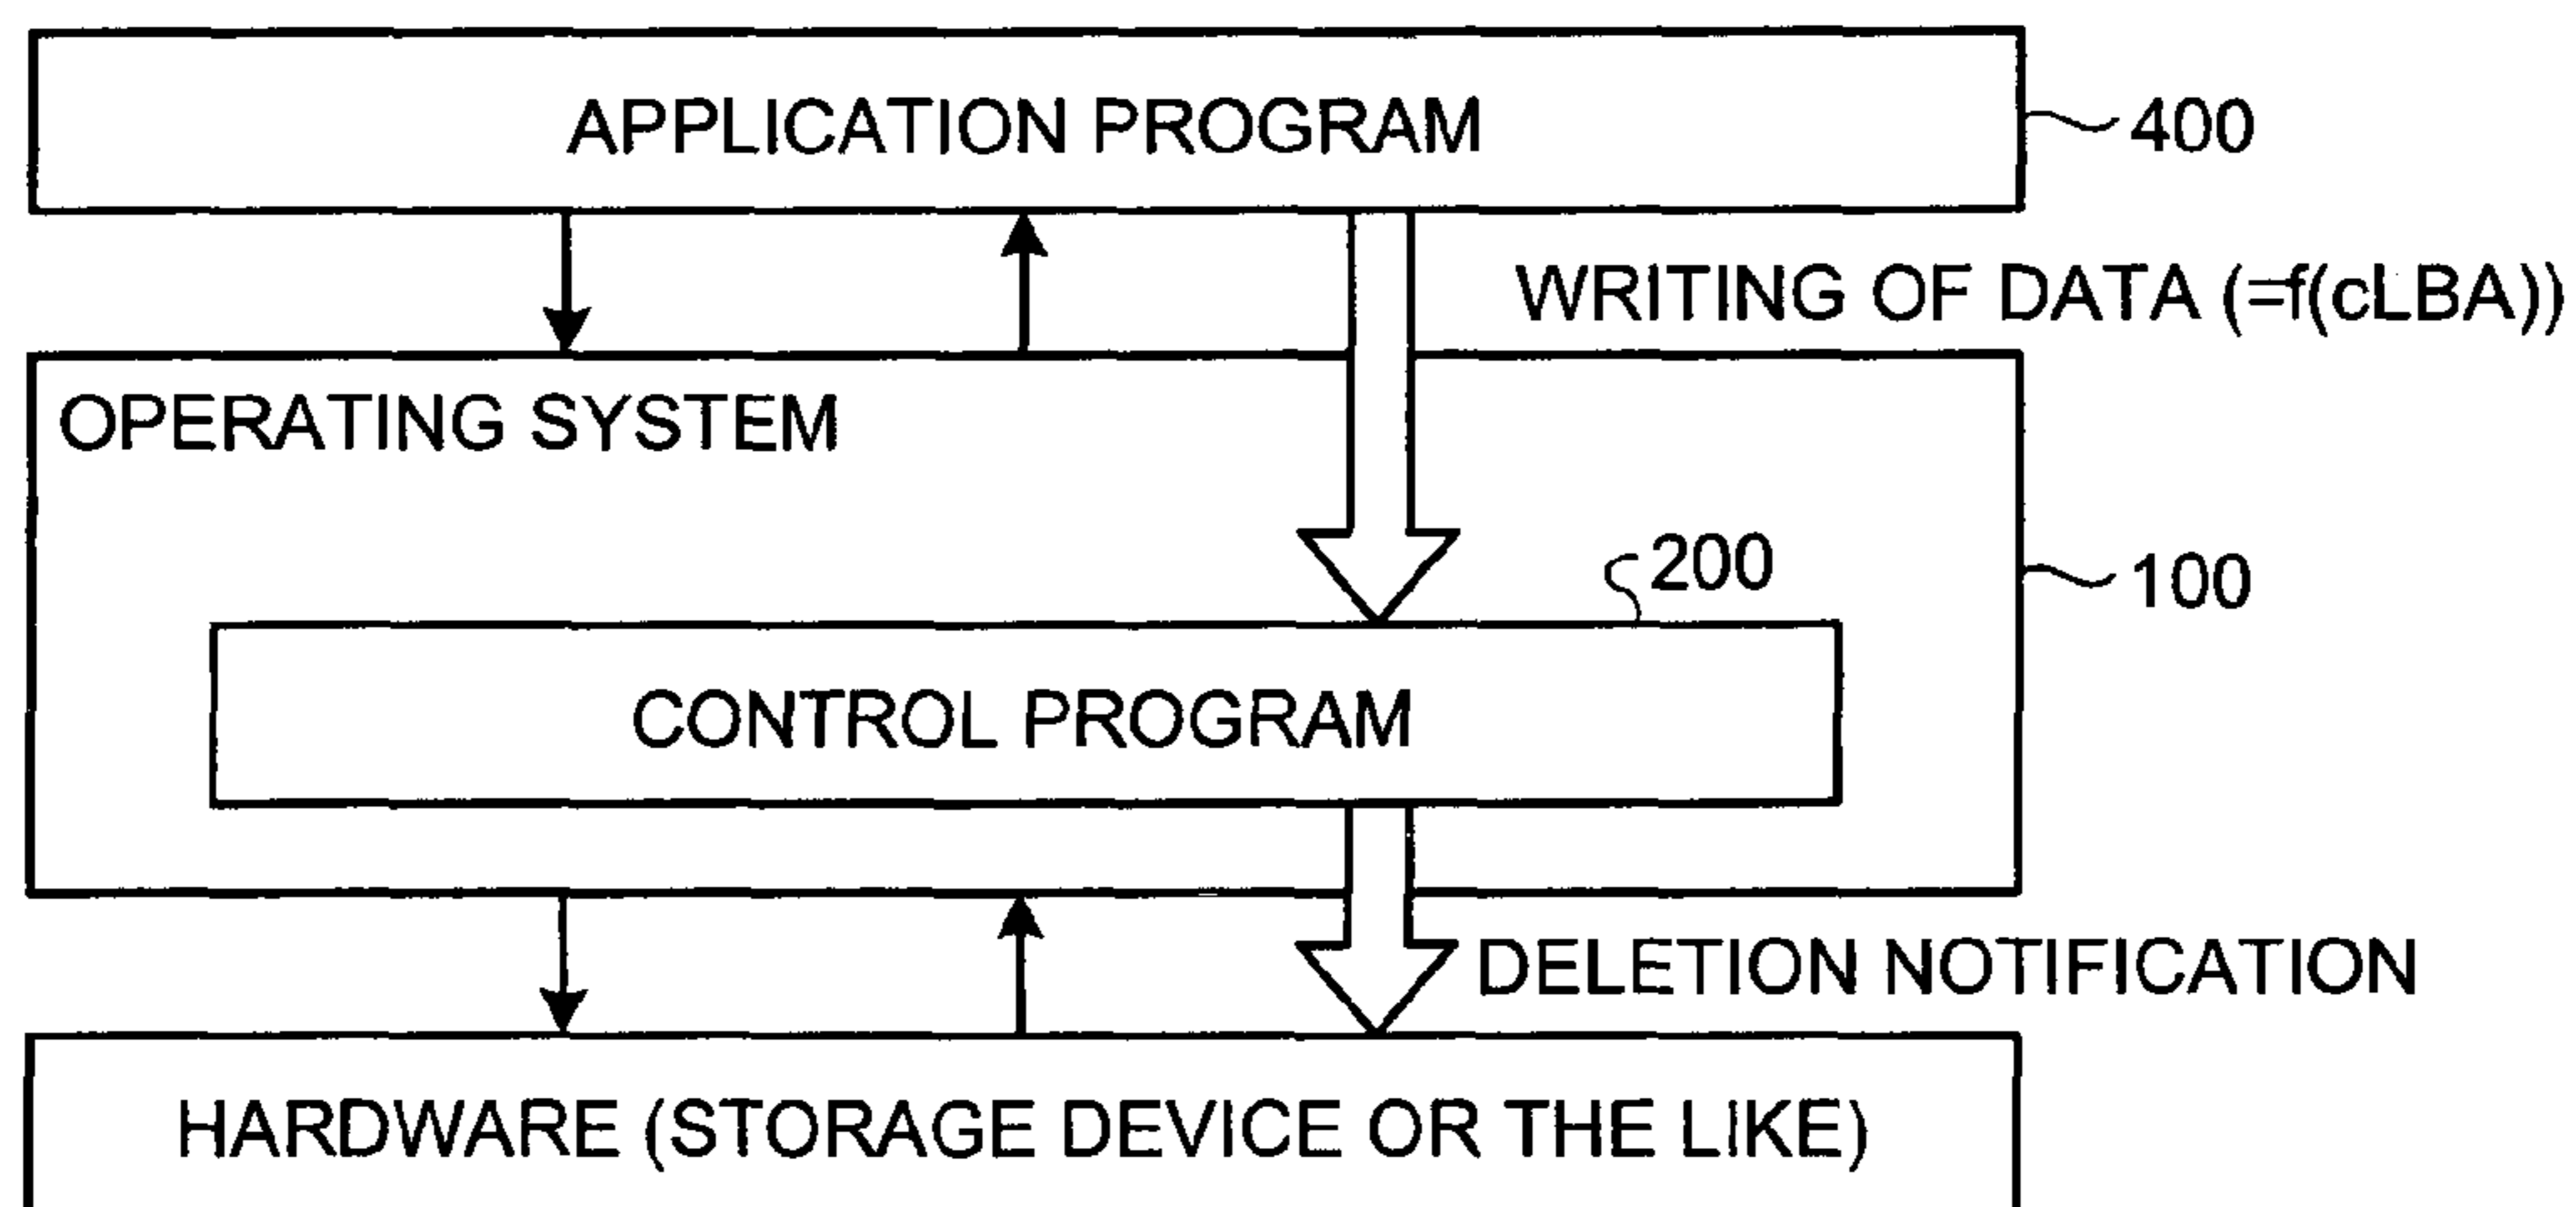 APPLICATION PROGRAM
400
WRITING OF DATA (=f(cLBA))
OPERATING SYSTEM
200
100
CONTROL PROGRAM
DELETION NOTIFICATION
HARDWARE (STORAGE DEVICE OR THE LIKE)